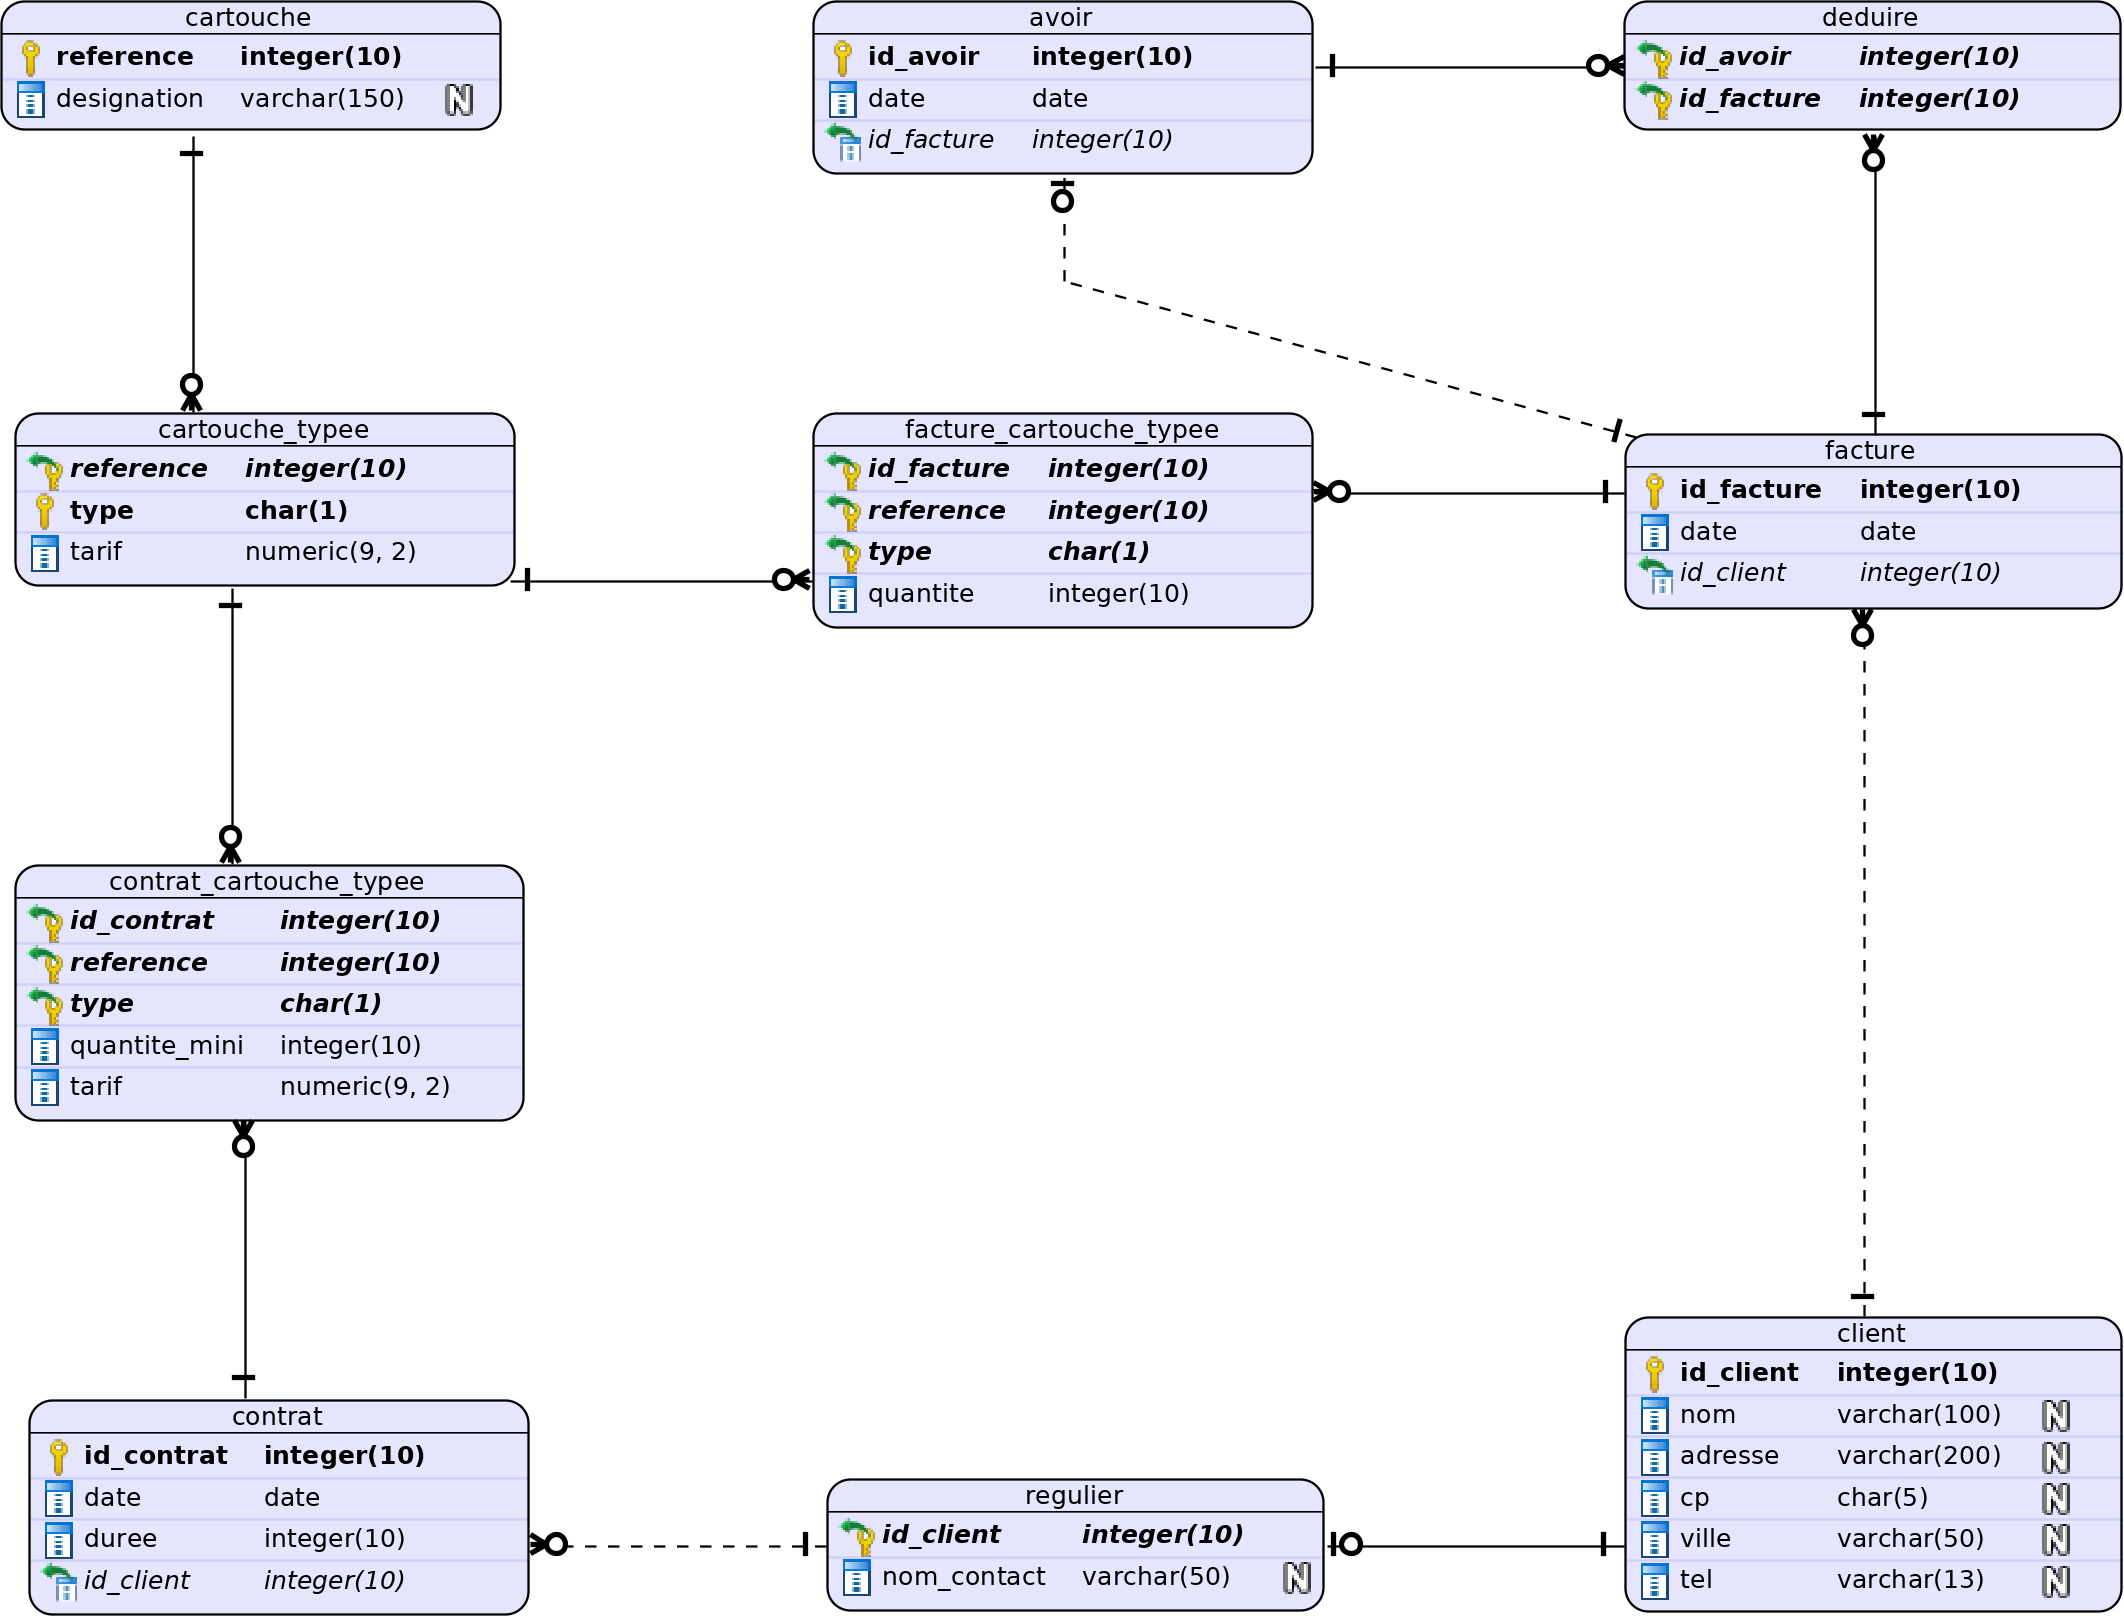 cartouche
reference integer(10)
designation varchar(150) N
avoir
id_avoir integer(10)
date date
id_facture integer(10)
deduire
id_avoir integer(10)
id_facture integer(10)
cartouche_typee
reference integer(10)
type char(1)
tarif numeric(9, 2)
facture_cartouche_typee
id_facture integer(10)
reference integer(10)
type char(1)
quantite integer(10)
facture
id_facture integer(10)
date date
id_client integer(10)
contrat_cartouche_typee
id_contrat integer(10)
reference integer(10)
type char(1)
quantite_mini integer(10)
tarif numeric(9, 2)
contrat
id_contrat integer(10)
date date
duree integer(10)
id_client integer(10)
regulier
id_client integer(10)
nom_contact varchar(50) N
client
id_client integer(10)
nom varchar(100) N
adresse varchar(200) N
cp char(5) N
ville varchar(50) N
tel varchar(13) N